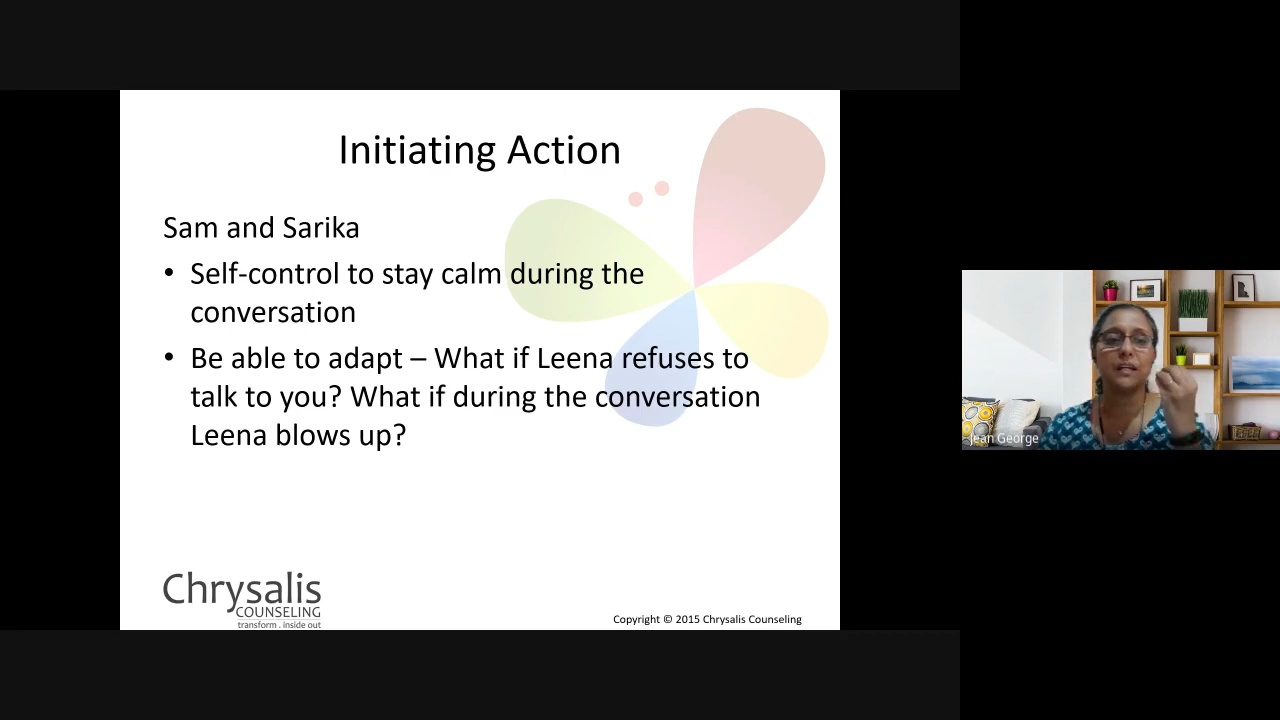 Initiating Action
Sam and Sarika
• Self-control to stay calm during the
conversation
• Be able to adapt – What if Leena refuses to
talk to you? What if during the conversation
Leena blows up?
Chrysalis
COUNSELING
transform . inside out
Copyright © 2015 Chrysalis Counseling
Jean George